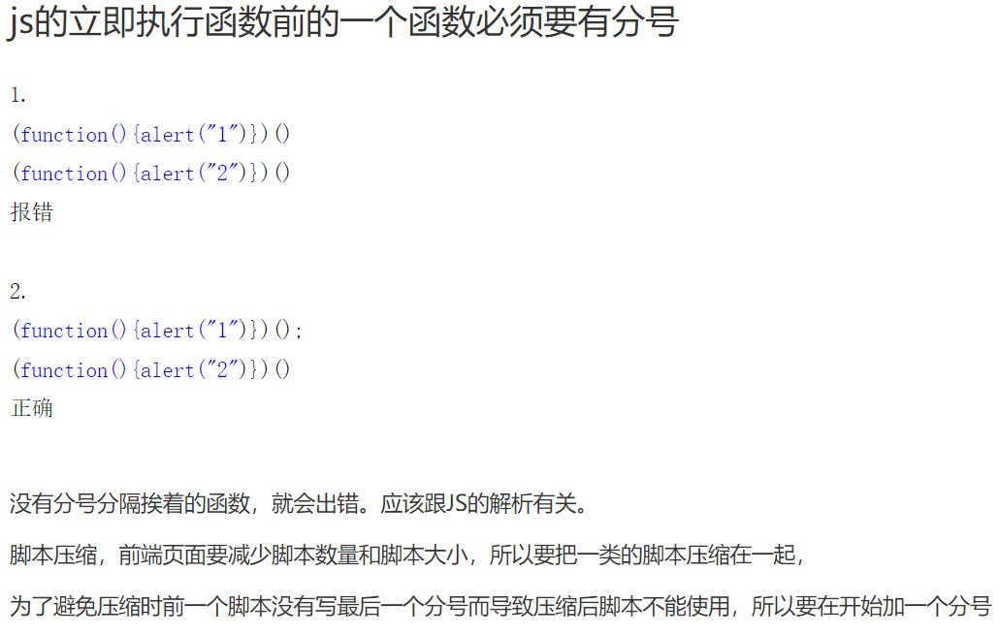 js的立即执行函数前的一个函数必须要有分号
1.
(function(){alert("1")})()
(function(){alert("2")})()
报错
2.
(function(){alert("1")})();
(function(){alert("2")})()
正确
没有分号分隔挨着的函数，就会出错。应该跟JS的解析有关。
脚本压缩，前端页面要减少脚本数量和脚本大小，所以要把一类的脚本压缩在一起，
为了避免压缩时前一个脚本没有写最后一个分号而导致压缩后脚本不能使用，所以要在开始加一个分号